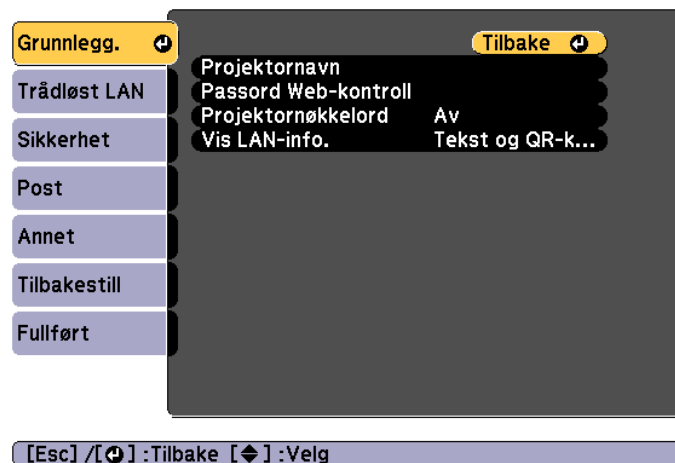 Grunnlegg.
Tilbake
Trådløst LAN
Sikkerhet
Post
Annet
Tilbakestill
Fullført
Projektornavn
Passord Web-kontroll
Projektornøkkelord Av
Vis LAN-info. Tekst og QR-k...
[Esc] /[ ] :Tilbake [ ] :Velg